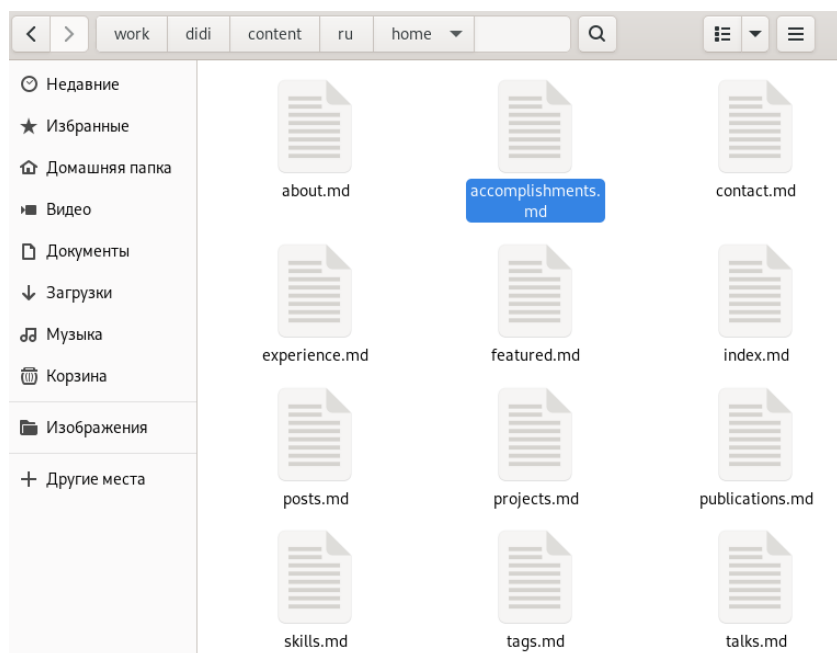 work didi content ru home
Недавние
Избранные
Домашняя папка
Видео
Документы
Загрузки
Музыка
Корзина
Изображения
Другие места
about.md
accomplishments.
md
contact.md
experience.md
featured.md
index.md
posts.md
projects.md
publications.md
skills.md
tags.md
talks.md